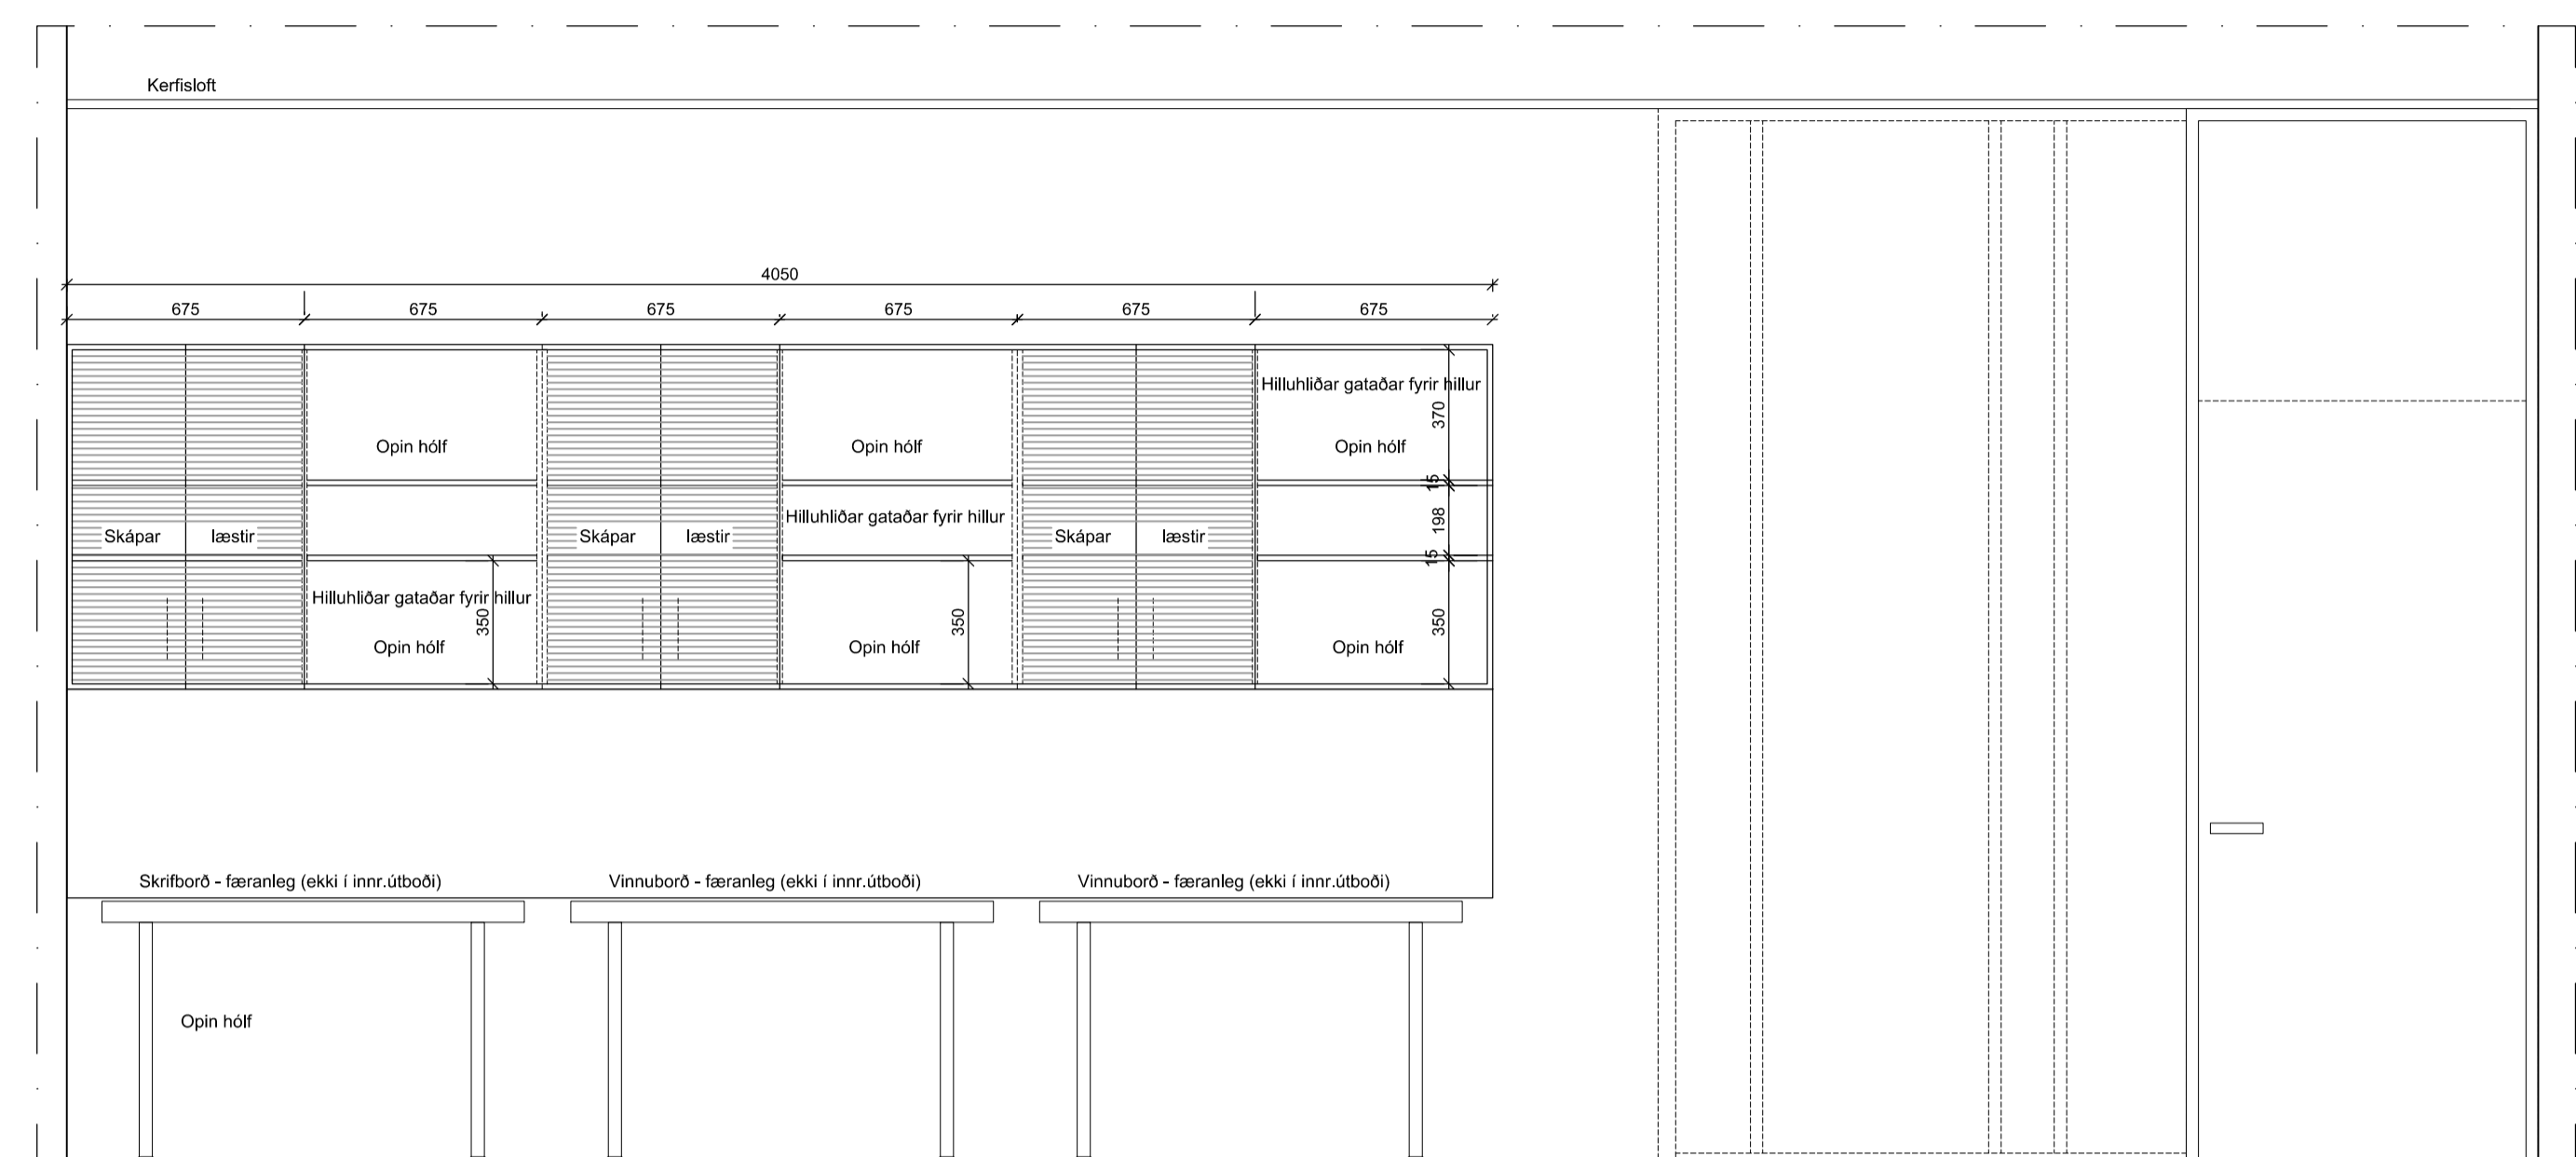 Kerfisloft
4050
675 675 675 675 675 675
Hilluhliðar gataðar fyrir hillur
370
Opin hólf Opin hólf Opin hólf
15
Hilluhliðar gataðar fyrir hillur
198
Skápar læstir Skápar læstir Skápar læstir
15
Hilluhliðar gataðar fyrir hillur
350 350 350
Opin hólf Opin hólf Opin hólf
Skrifborð - færanleg (ekki í innr.útboði) Vinnuborð - færanleg (ekki í innr.útboði) Vinnuborð - færanleg (ekki í innr.útboði)
Opin hólf